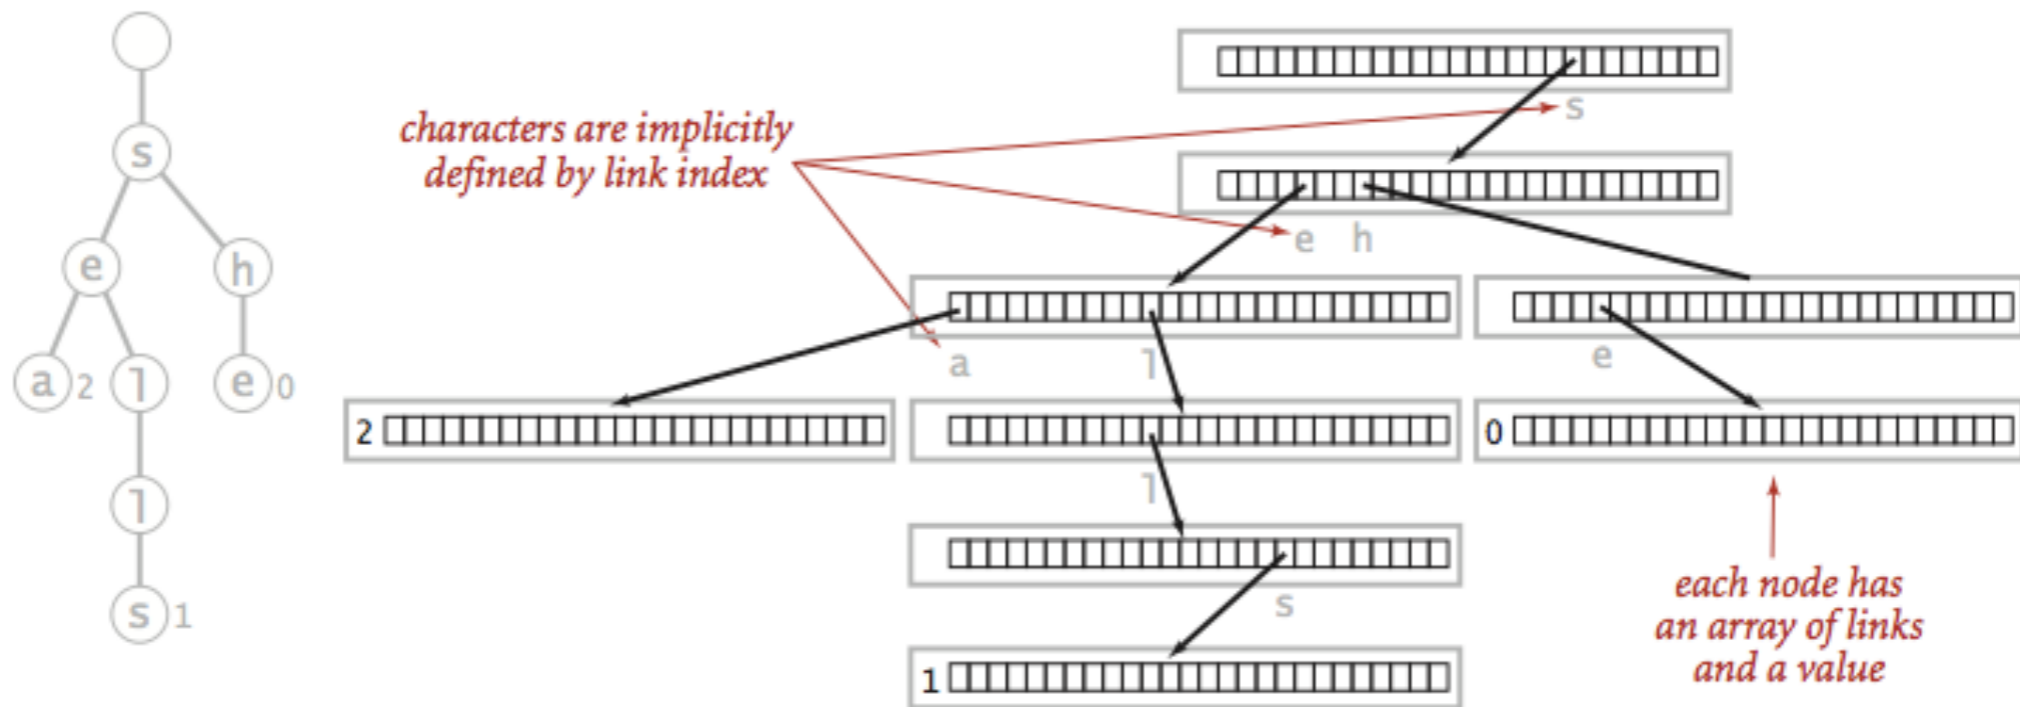 s
characters are implicitly
defined by link index
s
s
e h
e
h
a 2
l
e 0
a
l
e
2
0
l
l
s
s 1
1
each node has
an array of links
and a value